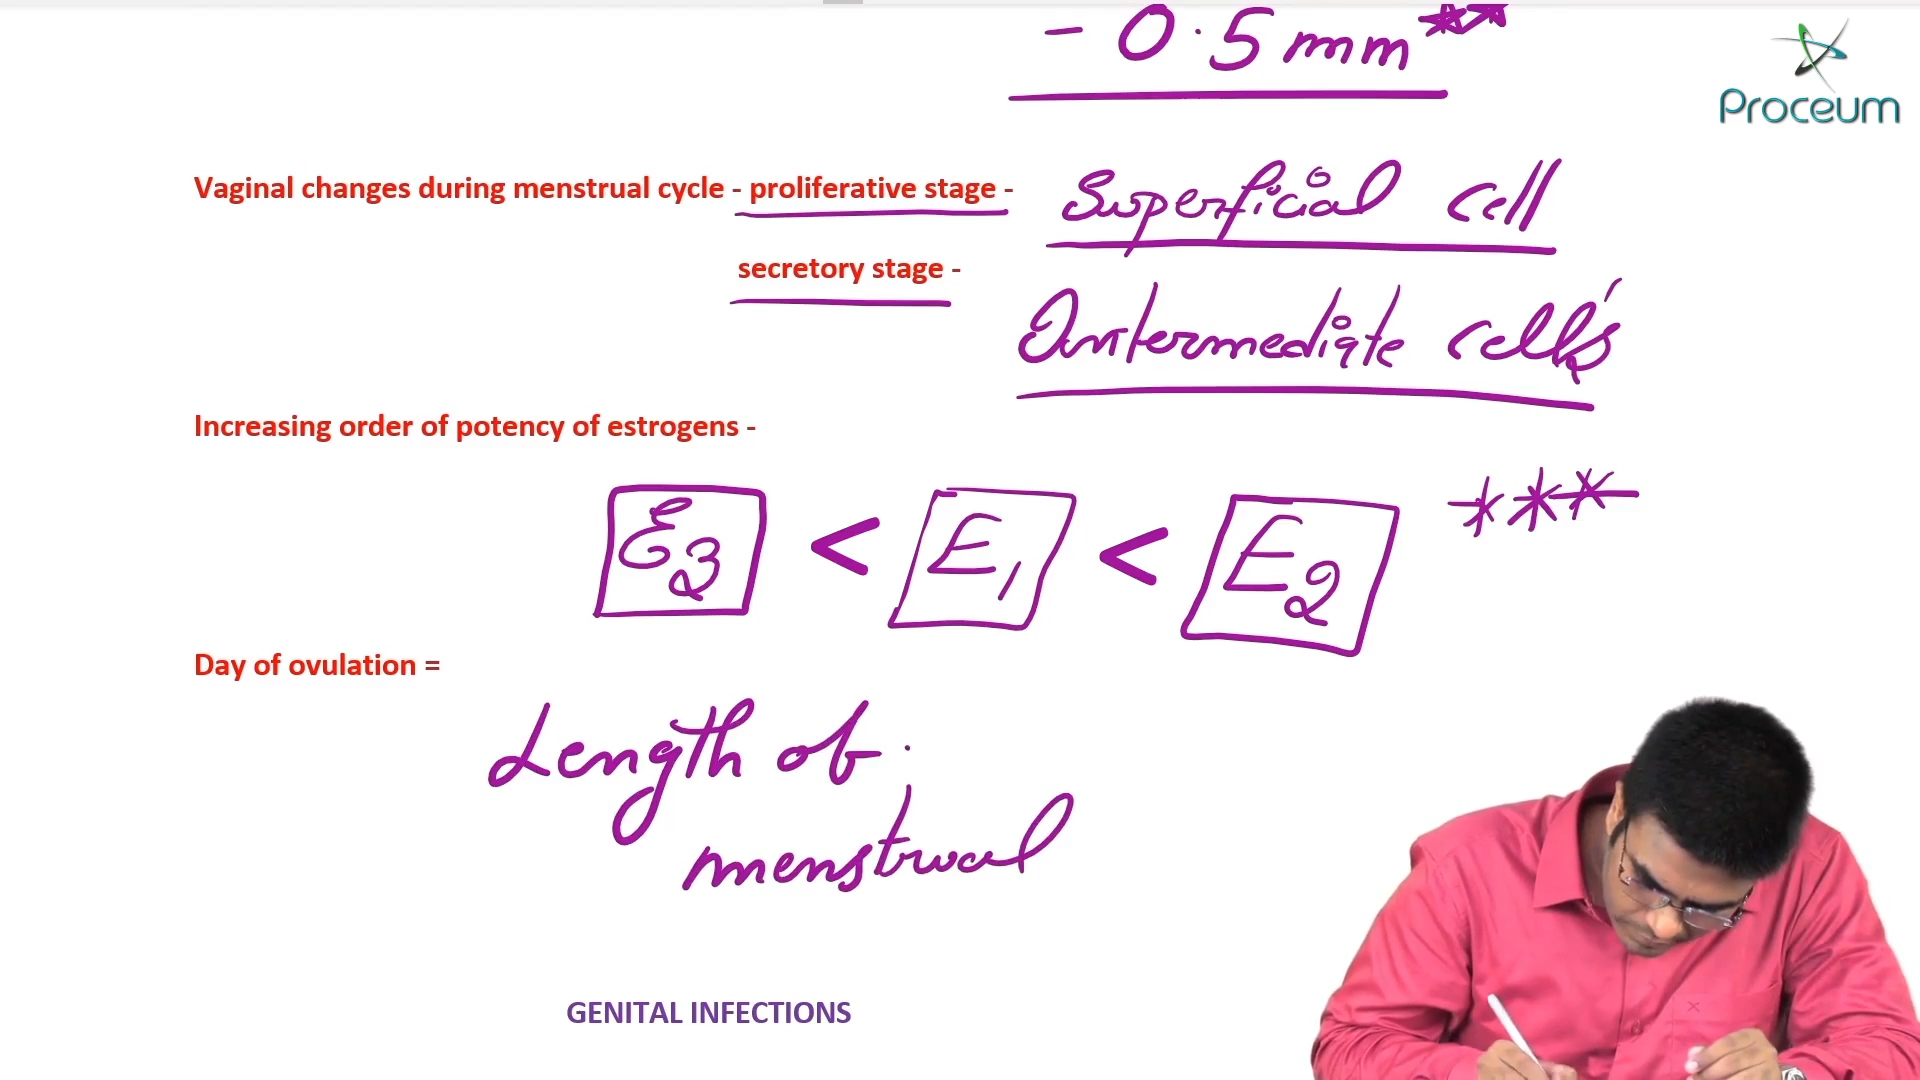 - 0.5 mm **
Proceum
Vaginal changes during menstrual cycle - proliferative stage - Superficial cell
secretory stage - Intermediate cells
Increasing order of potency of estrogens -
E3 < E1 < E2 ***
Day of ovulation =
Length of
menstrual
GENITAL INFECTIONS